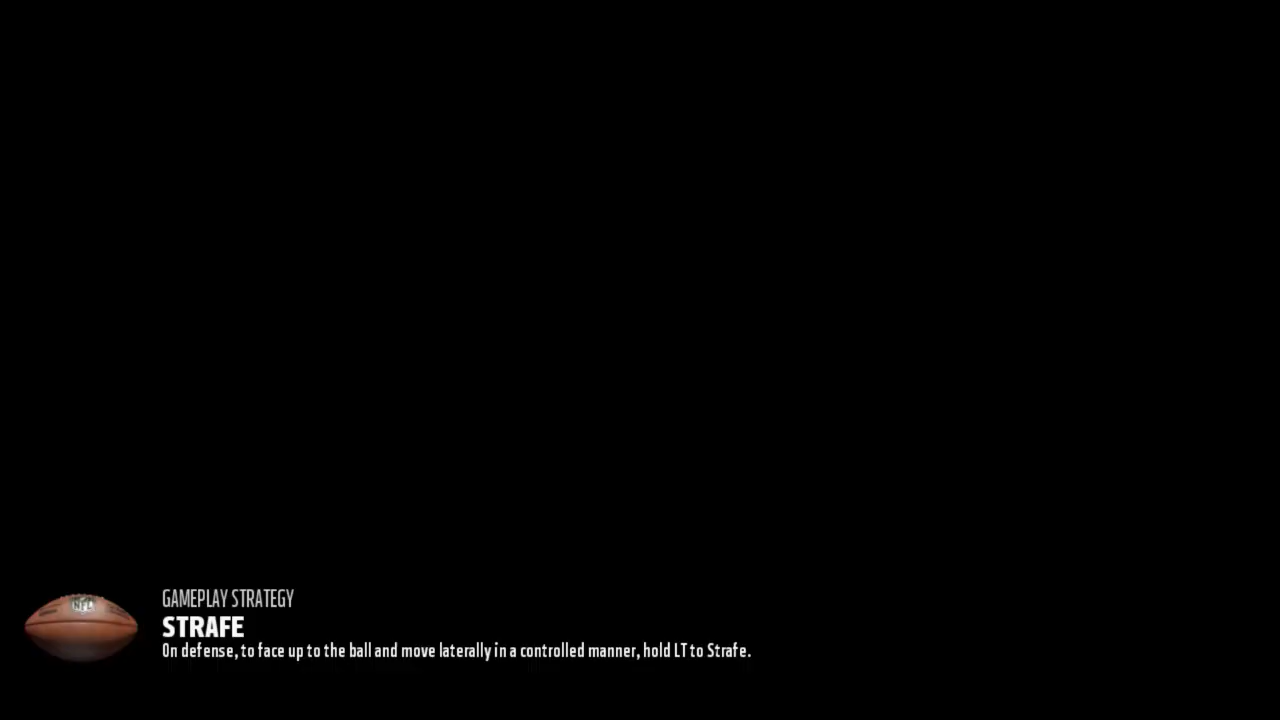 NFL
GAMEPLAY STRATEGY
STRAFE
On defense, to face up to the ball and move laterally in a controlled manner, hold LT to Strafe.